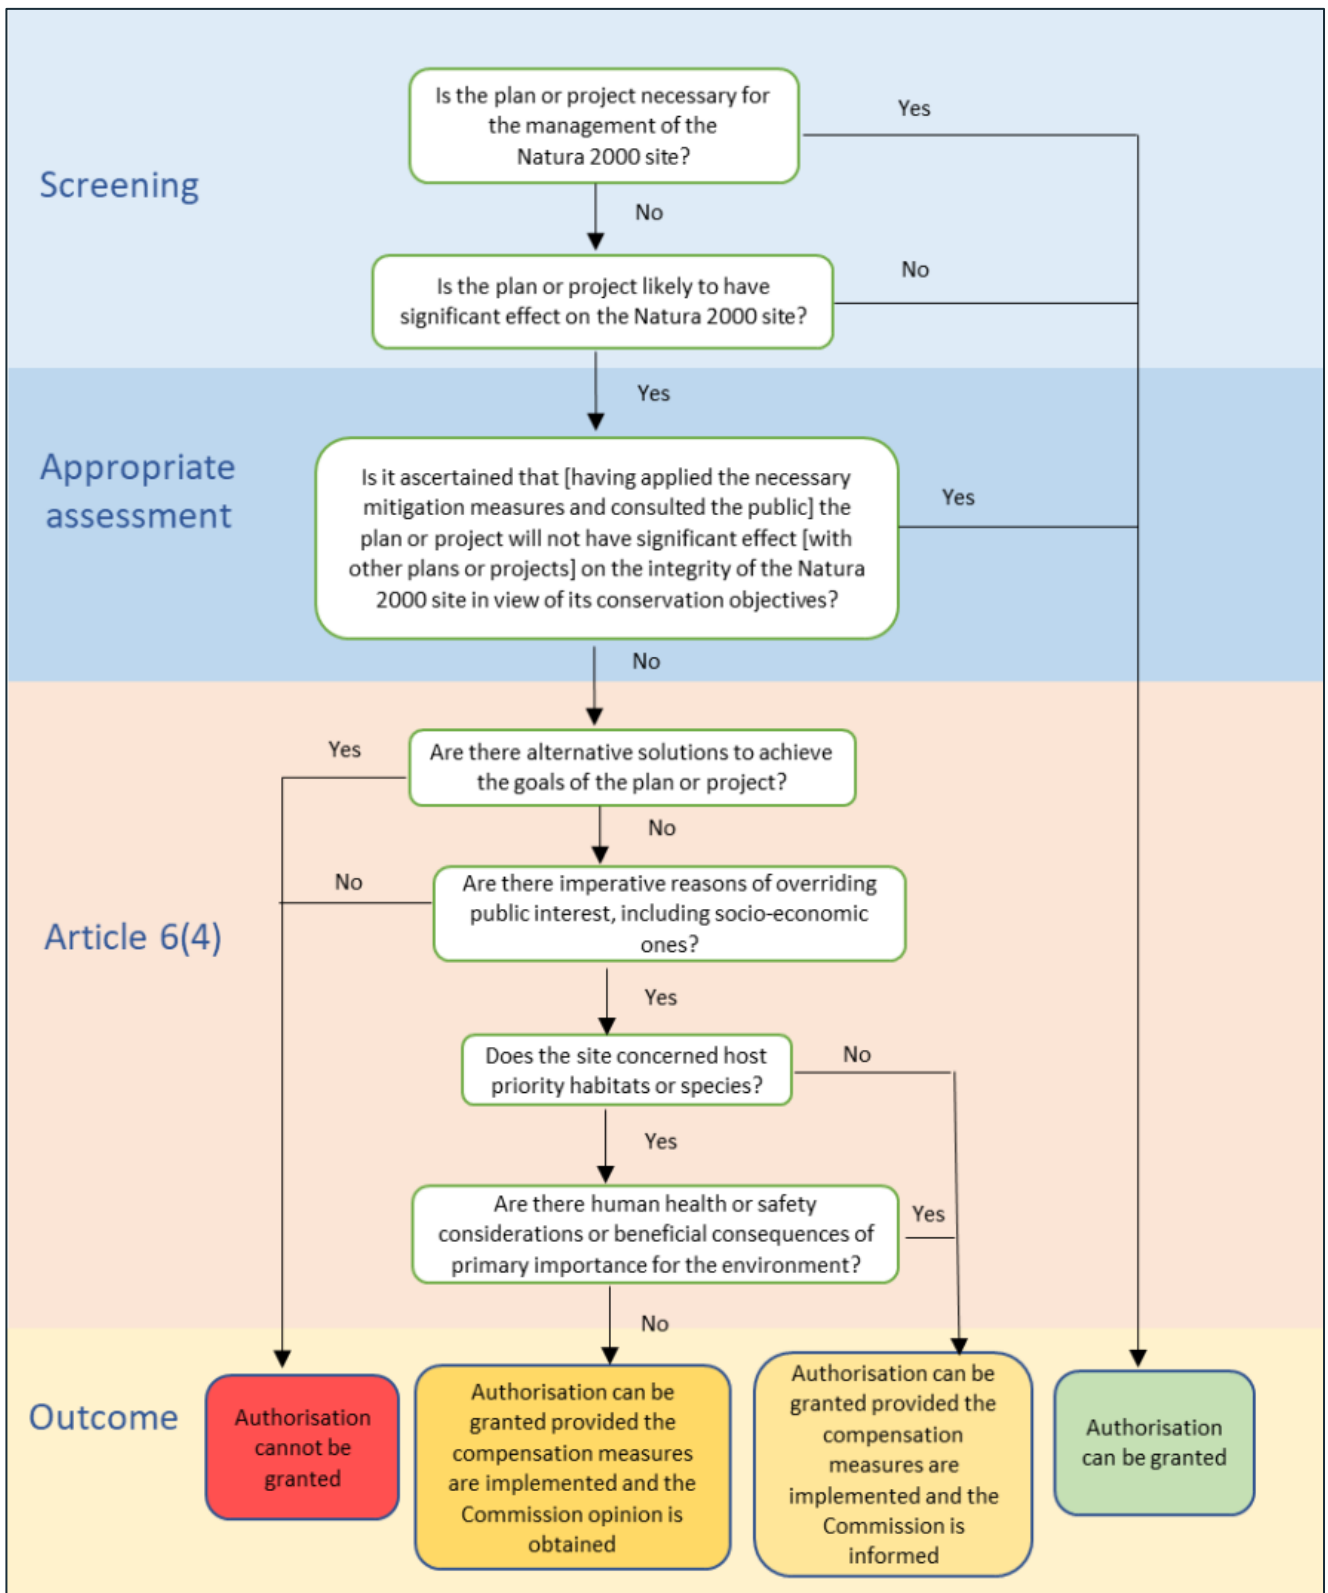 Is the plan or project necessary for
the management of the
Natura 2000 site?
Yes
Screening
No
Is the plan or project likely to have
significant effect on the Natura 2000 site?
No
Yes
Appropriate
assessment
Is it ascertained that [having applied the necessary
mitigation measures and consulted the public] the
plan or project will not have significant effect [with
other plans or projects] on the integrity of the Natura
2000 site in view of its conservation objectives?
Yes
No
Are there alternative solutions to achieve
the goals of the plan or project?
Yes
No
Are there imperative reasons of overriding
public interest, including socio-economic
ones?
No
Article 6(4)
Yes
Does the site concerned host
priority habitats or species?
No
Yes
Are there human health or safety
considerations or beneficial consequences of
primary importance for the environment?
Yes
No
Outcome
Authorisation
cannot be
granted
Authorisation can be
granted provided the
compensation measures
are implemented and the
Commission opinion is
obtained
Authorisation can be
granted provided the
compensation
measures are
implemented and the
Commission is
informed
Authorisation
can be granted